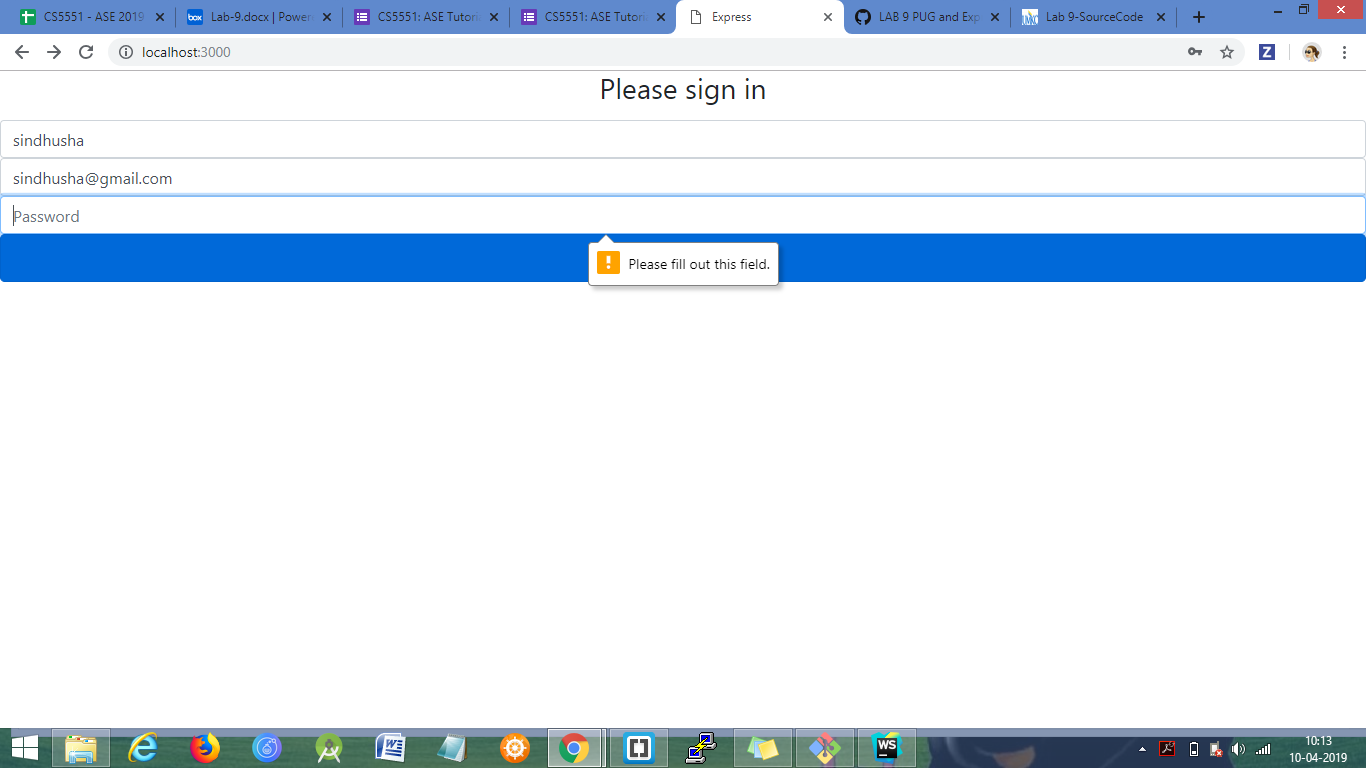 CS5551 - ASE 2019
Lab-9.docx | Power
CS5551: ASE Tutori
CS5551: ASE Tutori
Express
LAB 9 PUG and Exp
Lab 9-SourceCode
localhost:3000
Z
Please sign in
sindhusha
sindhusha@gmail.com
Password
Please fill out this field.
WS
10:13
10-04-2019